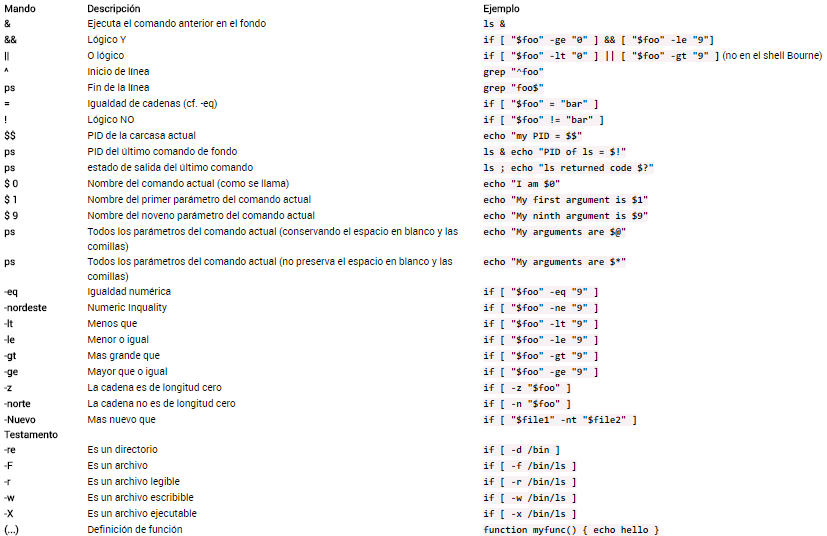 Mando Descripción Ejemplo
& Ejecuta el comando anterior en el fondo ls &
&& Lógico Y if [ "$foo" -ge "0" ] && [ "$foo" -le "9"]
|| O lógico if [ "$foo" -lt "0" ] || [ "$foo" -gt "9" ] (no en el shell Bourne)
^ Inicio de línea grep "^foo"
ps Fin de la línea grep "foo$"
= Igualdad de cadenas (cf. -eq) if [ "$foo" = "bar" ]
! Lógico NO if [ "$foo" != "bar" ]
$$ PID de la carcasa actual echo "my PID = $$"
ps PID del último comando de fondo ls & echo "PID of ls = $!"
ps estado de salida del último comando ls ; echo "ls returned code $?"
$ 0 Nombre del comando actual (como se llama) echo "I am $0"
$ 1 Nombre del primer parámetro del comando actual echo "My first argument is $1"
$ 9 Nombre del noveno parámetro del comando actual echo "My ninth argument is $9"
ps Todos los parámetros del comando actual (conservando el espacio en blanco y las echo "My arguments are $@"
comillas)
ps Todos los parámetros del comando actual (no preserva el espacio en blanco y las echo "My arguments are $*"
comillas)
-eq Igualdad numérica if [ "$foo" -eq "9" ]
-nordeste Numeric Inquality if [ "$foo" -ne "9" ]
-lt Menos que if [ "$foo" -lt "9" ]
-le Menor o igual if [ "$foo" -le "9" ]
-gt Mas grande que if [ "$foo" -gt "9" ]
-ge Mayor que o igual if [ "$foo" -ge "9" ]
-z La cadena es de longitud cero if [ -z "$foo" ]
-norte La cadena no es de longitud cero if [ -n "$foo" ]
-Nuevo Mas nuevo que if [ "$file1" -nt "$file2" ]
Testamento
-re Es un directorio if [ -d /bin ]
-F Es un archivo if [ -f /bin/ls ]
-r Es un archivo legible if [ -r /bin/ls ]
-w Es un archivo escribible if [ -w /bin/ls ]
-X Es un archivo ejecutable if [ -x /bin/ls ]
(...) Definición de función function myfunc() { echo hello }